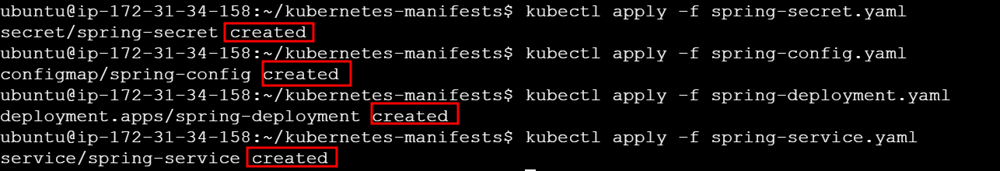 ubuntu@ip-172-31-34-158:~/kubernetes-manifests$ kubectl apply -f spring-secret.yaml
secret/spring-secret created
ubuntu@ip-172-31-34-158:~/kubernetes-manifests$ kubectl apply -f spring-config.yaml
configmap/spring-config created
ubuntu@ip-172-31-34-158:~/kubernetes-manifests$ kubectl apply -f spring-deployment.yaml
deployment.apps/spring-deployment created
ubuntu@ip-172-31-34-158:~/kubernetes-manifests$ kubectl apply -f spring-service.yaml
service/spring-service created